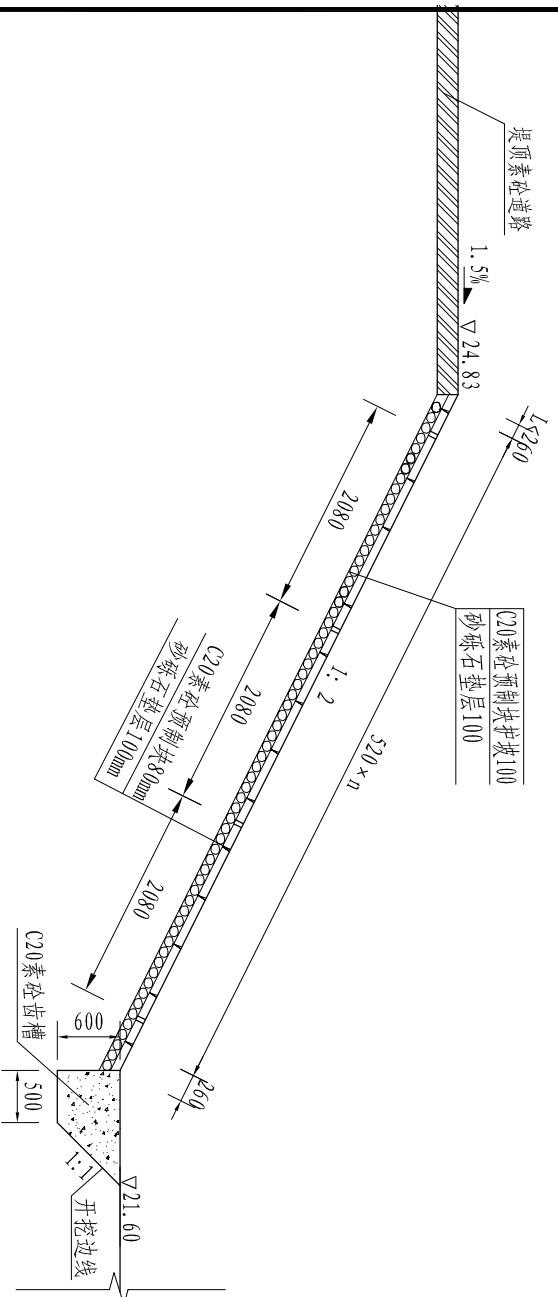 堤顶素砼道路
1.5%
▽ 24.83
L≤260
C20素砼预制块护坡100
砂砾石垫层100
2080
1:2
520×n
2080
C20素砼预制块80mm
砂砾石垫层100mm
2080
C20素砼齿槽
600
260
500
1:1
▽21.60
开挖边线